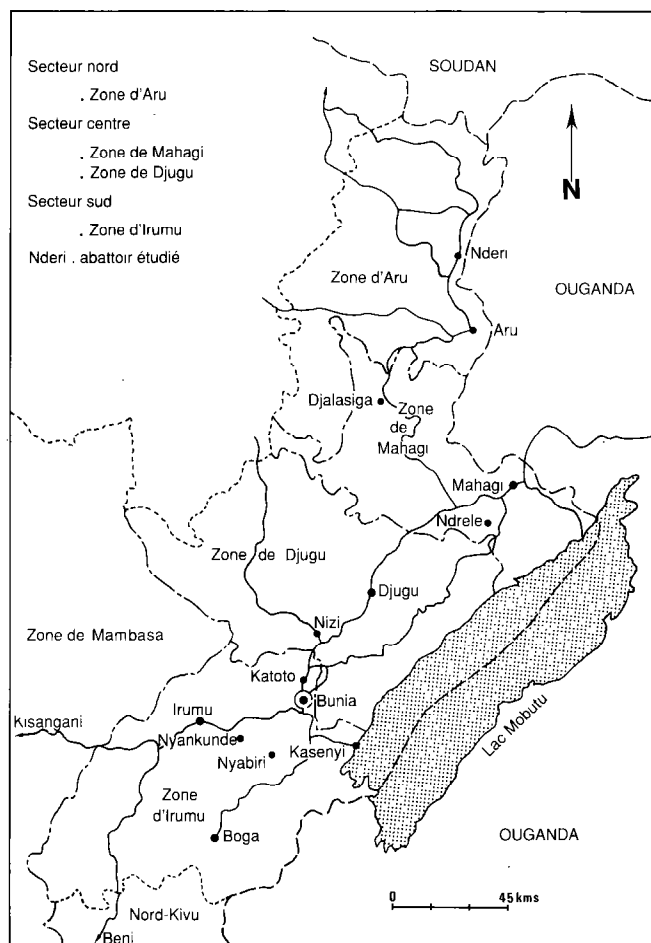 Secteur nord
. Zone d'Aru
Secteur centre
. Zone de Mahagi
. Zone de Djugu
Secteur sud
. Zone d'Irumu
Nderi . abattoir étudié
SOUDAN
N
Nderi
Zone d'Aru
OUGANDA
Aru
Djalasiga
Zone
de
Mahagi
Mahagi
Ndrele
Zone de Djugu
Djugu
Nizi
Zone de Mambasa
Katoto
Bunia
Irumu
Kisangani
Nyankunde
Kasenyi
Nyabiri
Lac Mobutu
Zone
d'Irumu
Boga
OUGANDA
0 45 kms
Nord-Kivu
Beni